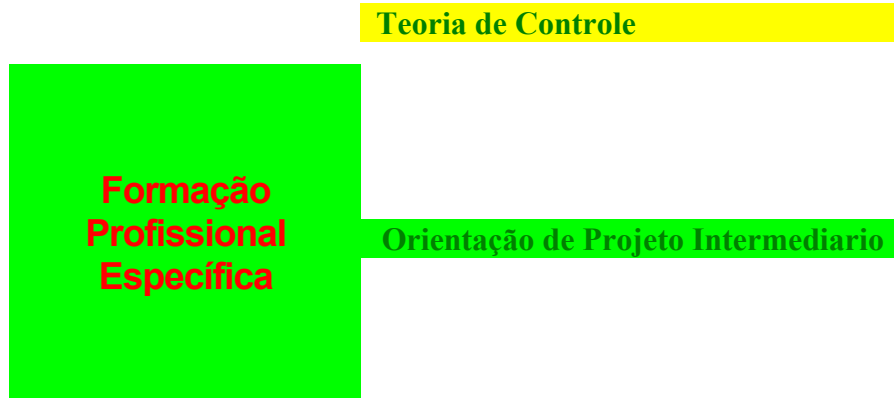 Teoria de Controle
Formação
Profissional
Específica
Orientação de Projeto Intermediario